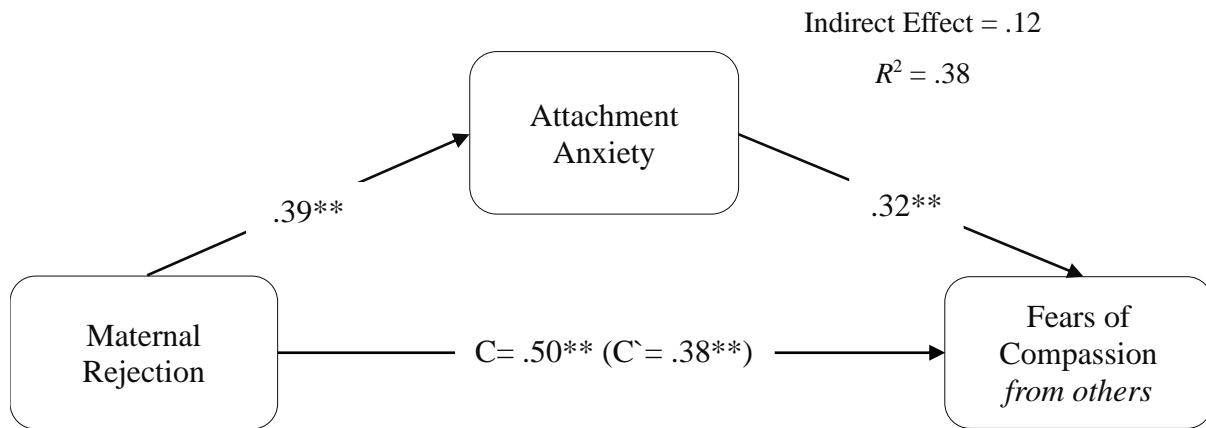 Indirect Effect = .12
R² = .38
Attachment
Anxiety
.39**
.32**
Maternal
Rejection
C= .50** (C`= .38**)
Fears of
Compassion
from others